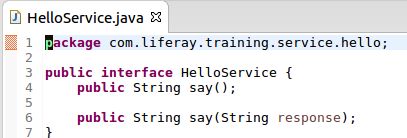 HelloService.java
1 package com.liferay.training.service.hello;
2
3 public interface HelloService {
4     public String say();
5
6     public String say(String response);
7 }